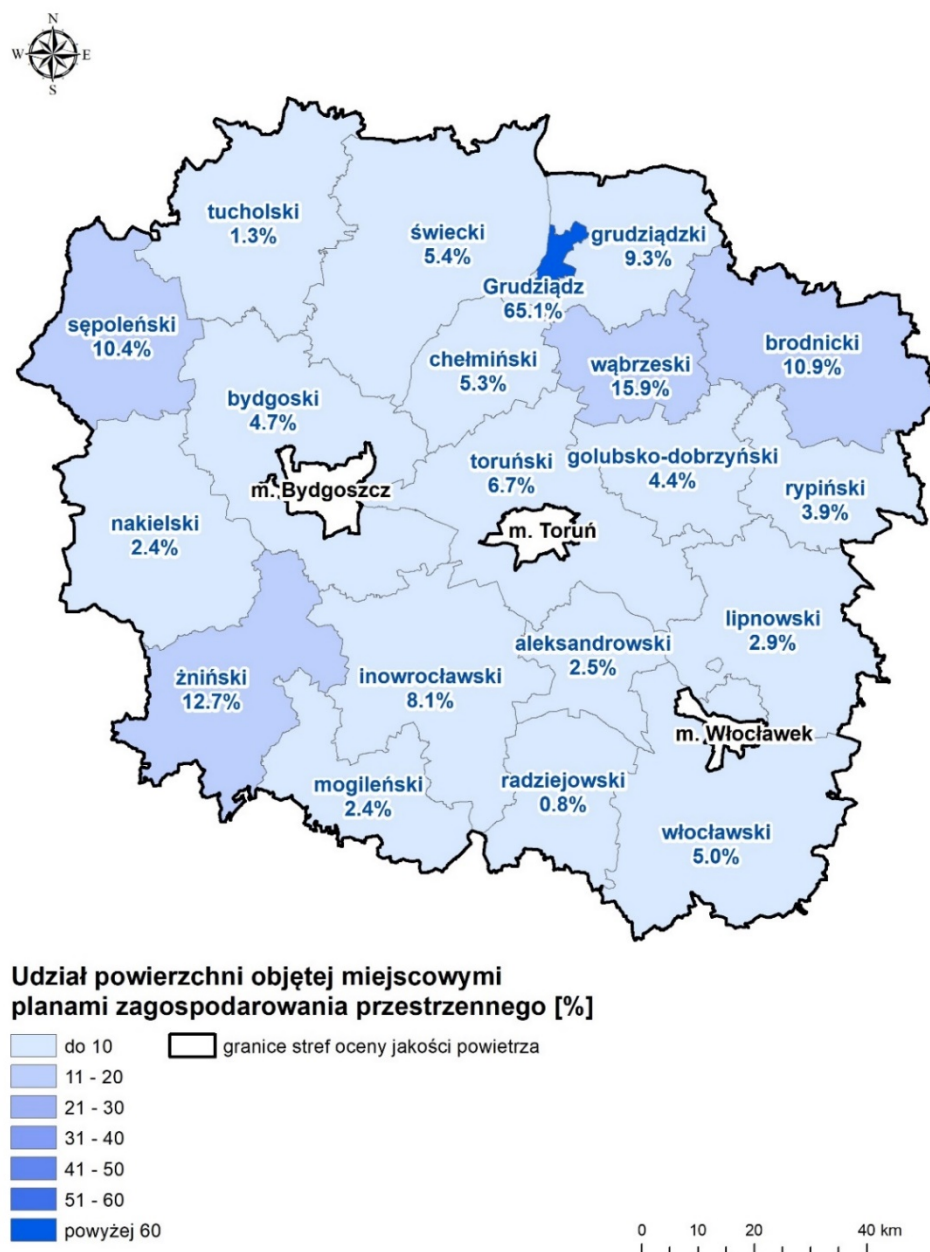 N
W E
S
tucholski
1.3%
świecki
5.4%
grudziądzki
9.3%
Grudziądz
65.1%
sępoleński
10.4%
chełmiński
5.3%
wąbrzeski
15.9%
brodnicki
10.9%
bydgoski
4.7%
toruński
6.7%
golubsko-dobrzyński
4.4%
rypiński
3.9%
m. Bydgoszcz
m. Toruń
nakielski
2.4%
lipnowski
2.9%
aleksandrowski
2.5%
żniński
12.7%
inowrocławski
8.1%
m. Włocławek
mogileński
2.4%
radziejowski
0.8%
włocławski
5.0%
Udział powierzchni objętej miejscowymi
planami zagospodarowania przestrzennego [%]
do 10 granice stref oceny jakości powietrza
11 - 20
21 - 30
31 - 40
41 - 50
51 - 60
powyżej 60
0 10 20 40 km